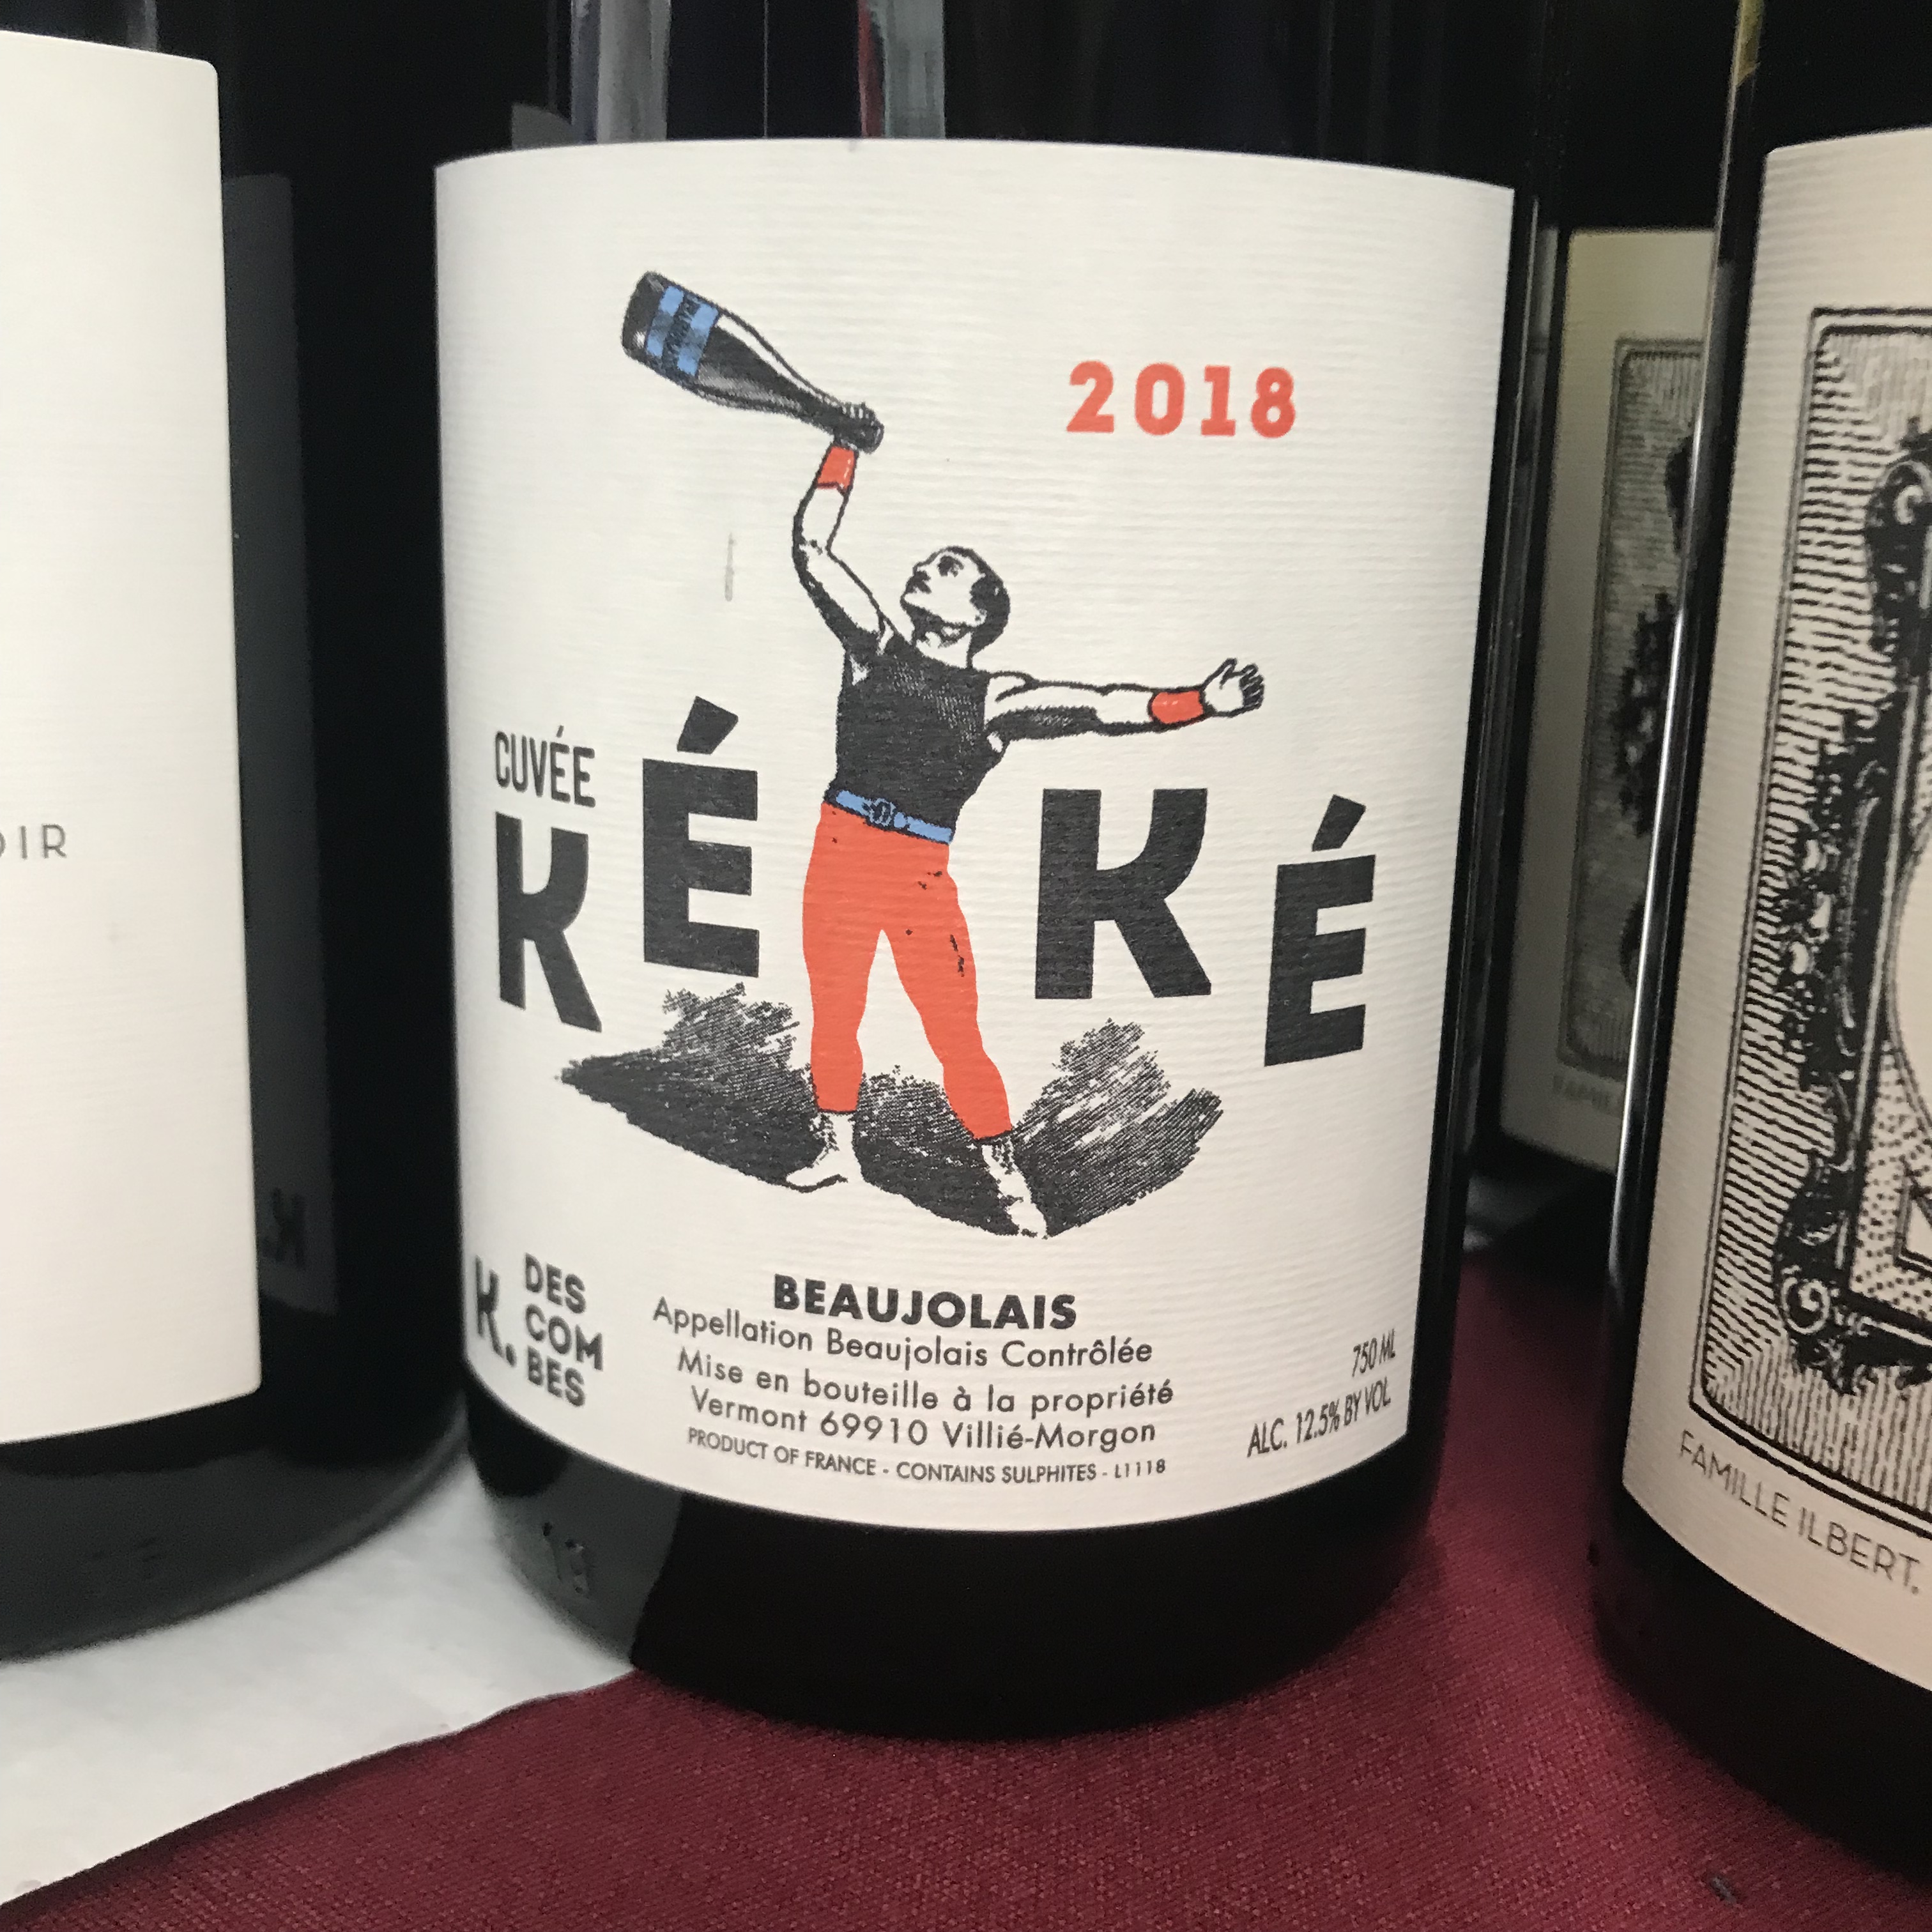 2018
CUVÉE
KÉKÉ
K. DES
COM
BES
BEAUJOLAIS
Appellation Beaujolais Contrôlée
Mise en bouteille à la propriété
Vermont 69910 Villié-Morgon
PRODUCT OF FRANCE - CONTAINS SULPHITES - L1118
750 ML
ALC. 12.5% BY VOL
OIR
FAMILLE ILBERT.
'19